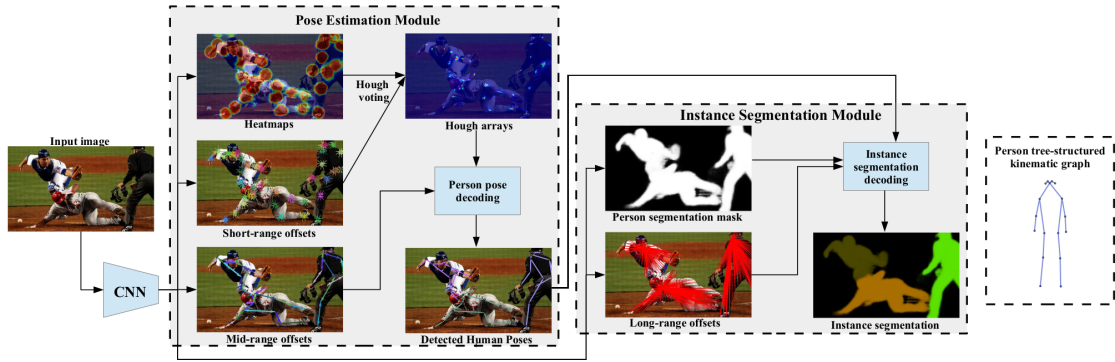 Input image
CNN
Pose Estimation Module
Heatmaps
Hough
voting
Hough arrays
Short-range offsets
Person pose
decoding
Mid-range offsets
Detected Human Poses
Instance Segmentation Module
Person segmentation mask
Instance
segmentation
decoding
Long-range offsets
Instance segmentation
Person tree-structured
kinematic graph